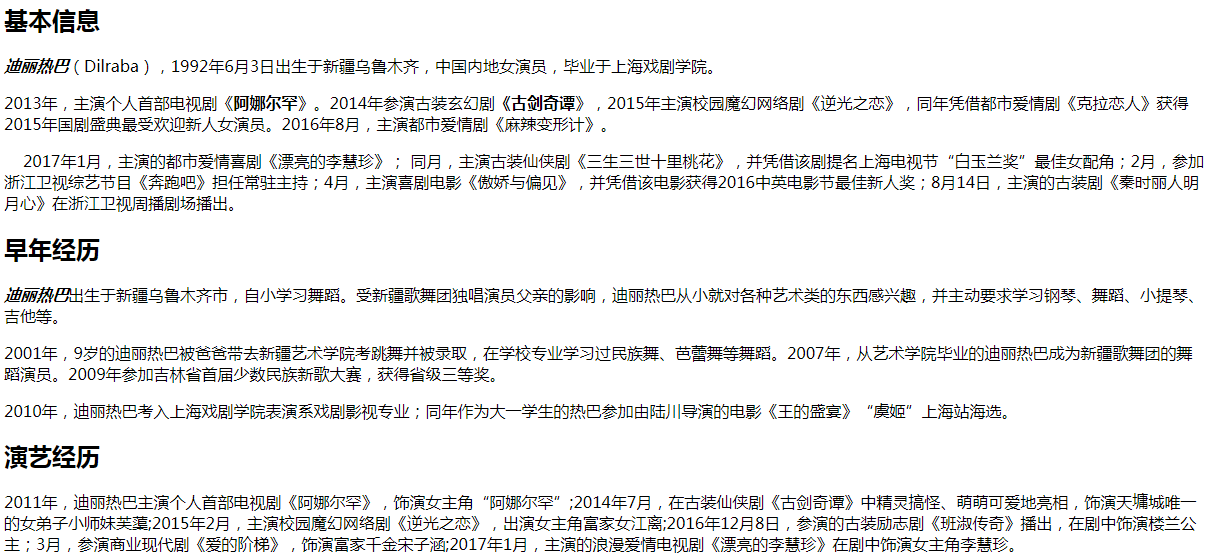 基本信息
迪丽热巴（Dilraba），1992年6月3日出生于新疆乌鲁木齐，中国内地女演员，毕业于上海戏剧学院。
2013年，主演个人首部电视剧《阿娜尔罕》。2014年参演古装玄幻剧《古剑奇谭》，2015年主演校园魔幻网络剧《逆光之恋》，同年凭借都市爱情剧《克拉恋人》获得
2015年国剧盛典最受欢迎新人女演员。2016年8月，主演都市爱情剧《麻辣变形计》。
2017年1月，主演的都市爱情喜剧《漂亮的李慧珍》； 同月，主演古装仙侠剧《三生三世十里桃花》，并凭借该剧提名上海电视节“白玉兰奖”最佳女配角；2月，参加
浙江卫视综艺节目《奔跑吧》担任常驻主持；4月，主演喜剧电影《傲娇与偏见》，并凭借该电影获得2016中英电影节最佳新人奖；8月14日，主演的古装剧《秦时丽人明
月心》在浙江卫视周播剧场播出。
早年经历
迪丽热巴出生于新疆乌鲁木齐市，自小学习舞蹈。受新疆歌舞团独唱演员父亲的影响，迪丽热巴从小就对各种艺术类的东西感兴趣，并主动要求学习钢琴、舞蹈、小提琴、
吉他等。
2001年，9岁的迪丽热巴被爸爸带去新疆艺术学院考跳舞并被录取，在学校专业学习过民族舞、芭蕾舞等舞蹈。2007年，从艺术学院毕业的迪丽热巴成为新疆歌舞团的舞
蹈演员。2009年参加吉林省首届少数民族新歌大赛，获得省级三等奖。
2010年，迪丽热巴考入上海戏剧学院表演系戏剧影视专业；同年作为大一学生的热巴参加由陆川导演的电影《王的盛宴》“虞姬”上海站海选。
演艺经历
2011年，迪丽热巴主演个人首部电视剧《阿娜尔罕》，饰演女主角“阿娜尔罕”;2014年7月，在古装仙侠剧《古剑奇谭》中精灵搞怪、萌萌可爱地亮相，饰演天墉城唯一
的女弟子小师妹芙蕖;2015年2月，主演校园魔幻网络剧《逆光之恋》，出演女主角富家女江离;2016年12月8日，参演的古装励志剧《班淑传奇》播出，在剧中饰演楼兰公
主；3月，参演商业现代剧《爱的阶梯》，饰演富家千金宋子涵;2017年1月，主演的浪漫爱情电视剧《漂亮的李慧珍》在剧中饰演女主角李慧珍。